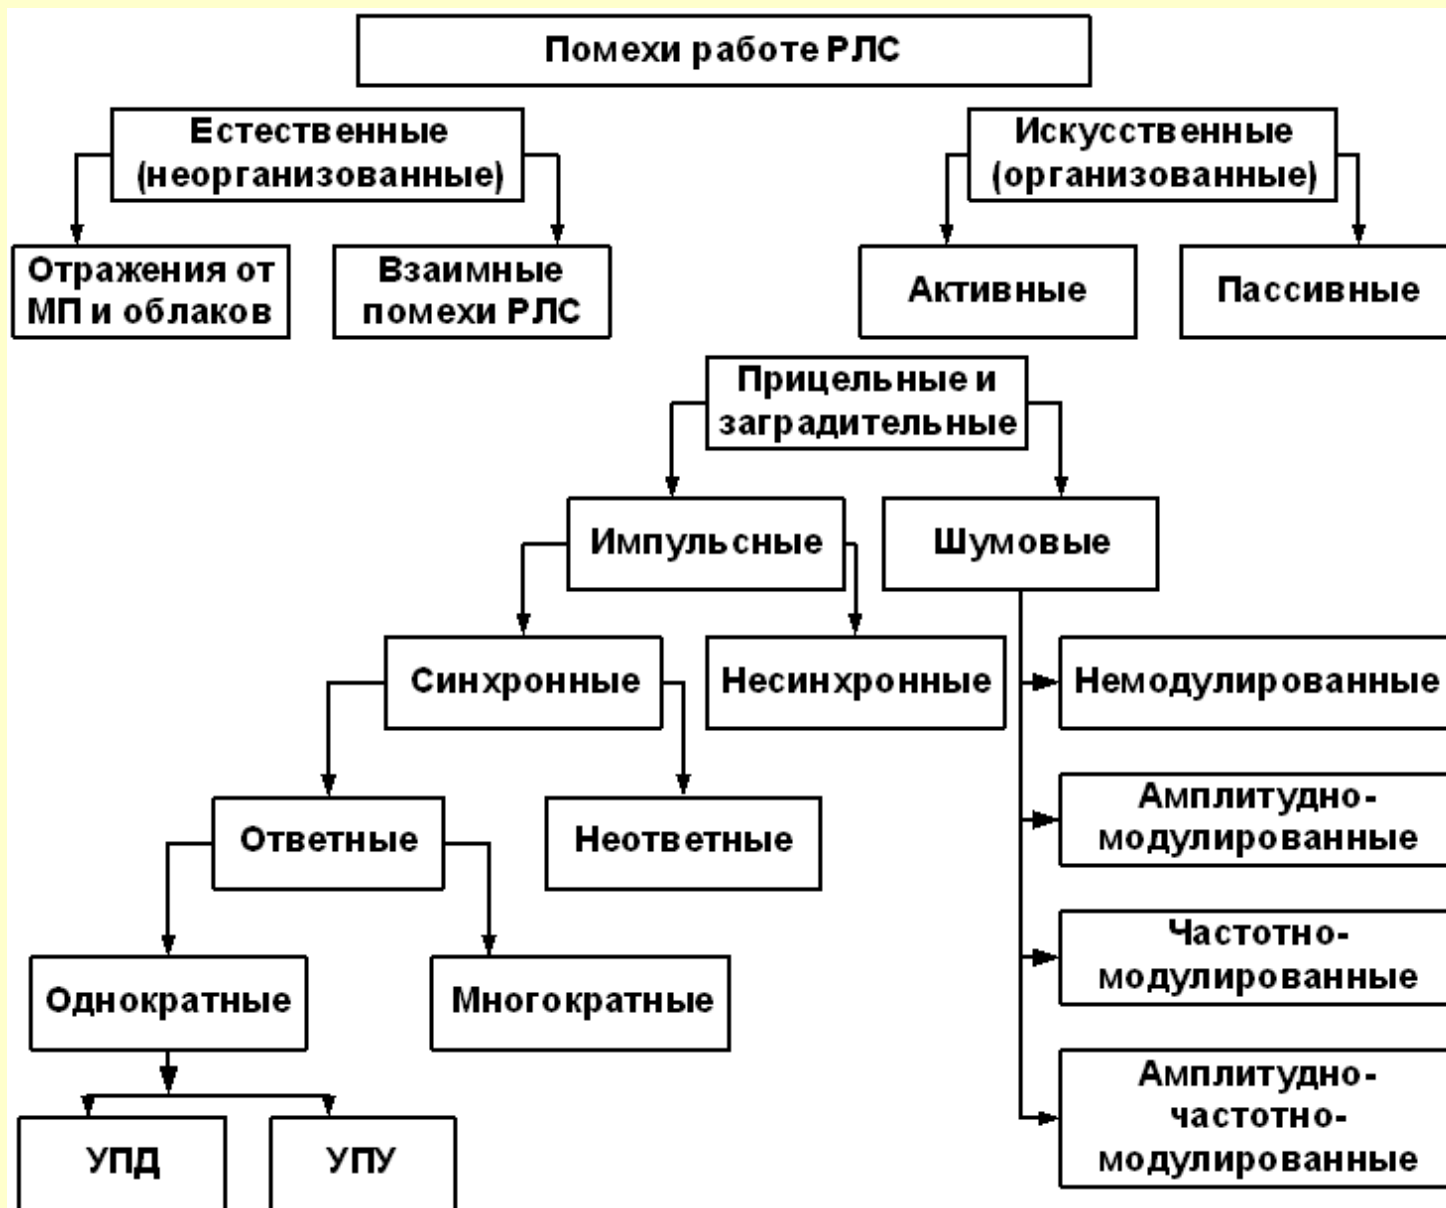 Помехи работе РЛС
Естественные
(неорганизованные)
Искусственные
(организованные)
Отражения от
МП и облаков
Взаимные
помехи РЛС
Активные
Пассивные
Прицельные и
заградительные
Импульсные
Шумовые
Синхронные
Несинхронные
Немодулированные
Амплитудно-
модулированные
Ответные
Неответные
Частотно-
модулированные
Однократные
Многократные
Амплитудно-
частотно-
модулированные
УПД
УПУ